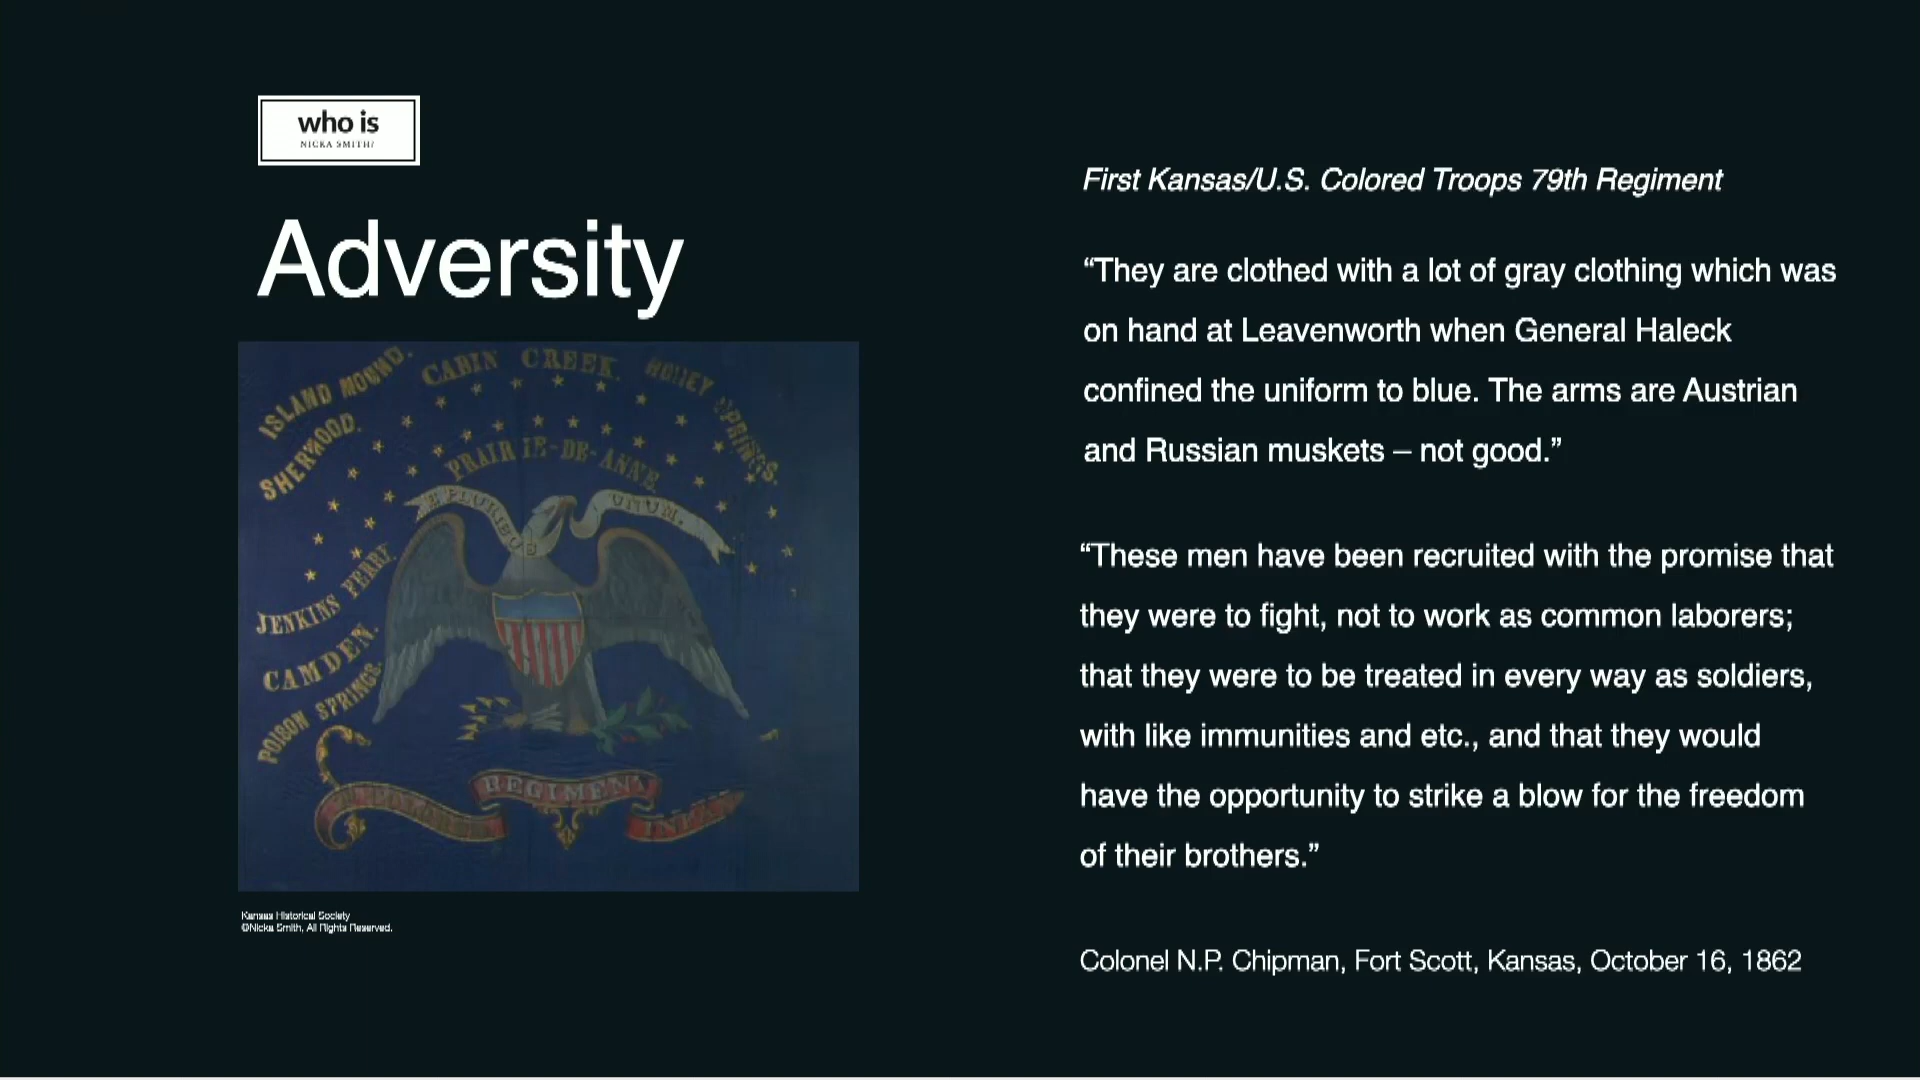 who is
NICKA SMITH?
Adversity
ISLAND MOUND.
CABIN CREEK.
HONEY SPRINGS.
SHERWOOD.
PRAIRIE-DE-ANNE
E PLURIBUS UNUM.
JENKINS FERRY.
CAMDEN.
POISON SPRINGS.
REGIMENT
Kansas Historical Society
©Nicka Smith, All Rights Reserved.
First Kansas/U.S. Colored Troops 79th Regiment
“They are clothed with a lot of gray clothing which was
on hand at Leavenworth when General Haleck
confined the uniform to blue. The arms are Austrian
and Russian muskets – not good.”
“These men have been recruited with the promise that
they were to fight, not to work as common laborers;
that they were to be treated in every way as soldiers,
with like immunities and etc., and that they would
have the opportunity to strike a blow for the freedom
of their brothers.”
Colonel N.P. Chipman, Fort Scott, Kansas, October 16, 1862